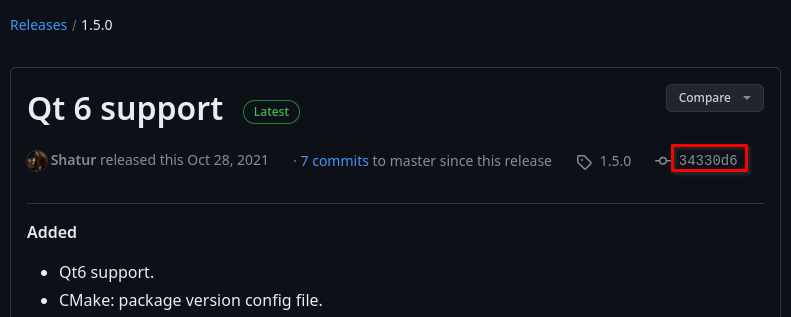 Releases / 1.5.0
Qt 6 support Latest Compare
Shatur released this Oct 28, 2021 · 7 commits to master since this release 1.5.0 34330d6
Added
• Qt6 support.
• CMake: package version config file.